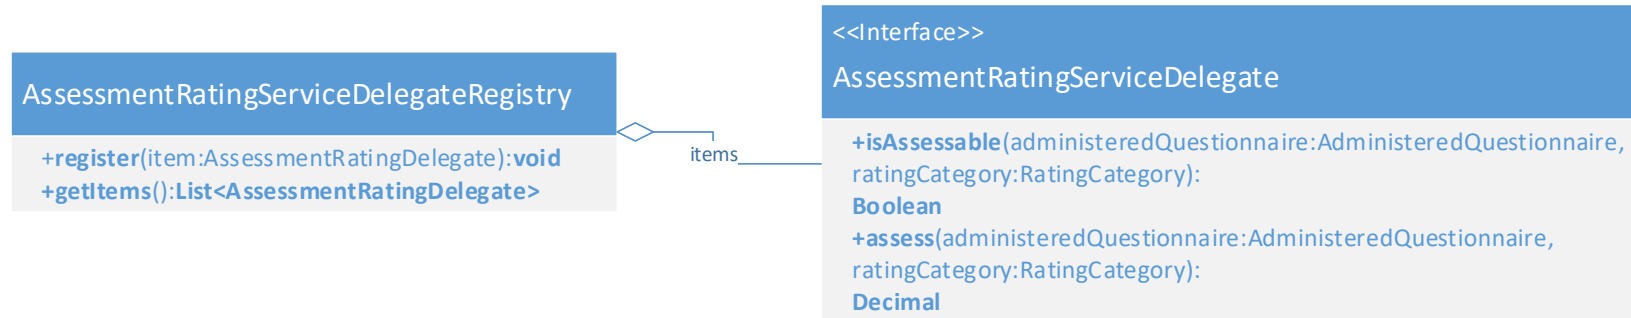 AssessmentRatingServiceDelegateRegistry
+register(item:AssessmentRatingDelegate):void
+getItems():List<AssessmentRatingDelegate>
items
<<Interface>>
AssessmentRatingServiceDelegate
+isAssessable(administeredQuestionnaire:AdministeredQuestionnaire,
ratingCategory:RatingCategory):
Boolean
+assess(administeredQuestionnaire:AdministeredQuestionnaire,
ratingCategory:RatingCategory):
Decimal